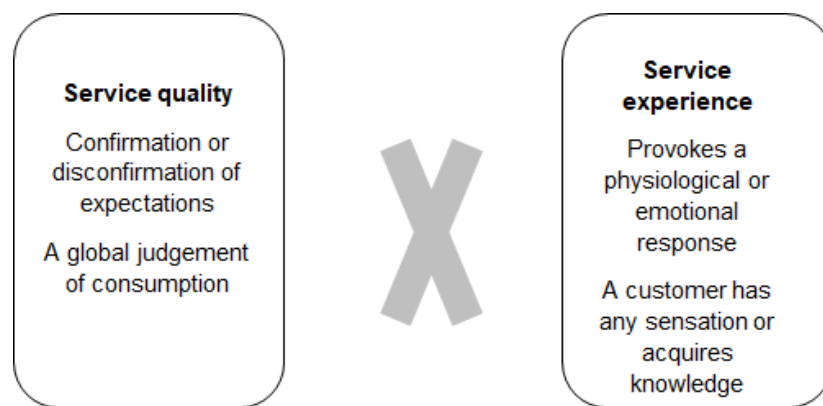 Service quality
Confirmation or
disconfirmation of
expectations
A global judgement
of consumption
Service
experience
Provokes a
physiological or
emotional
response
A customer has
any sensation or
acquires
knowledge